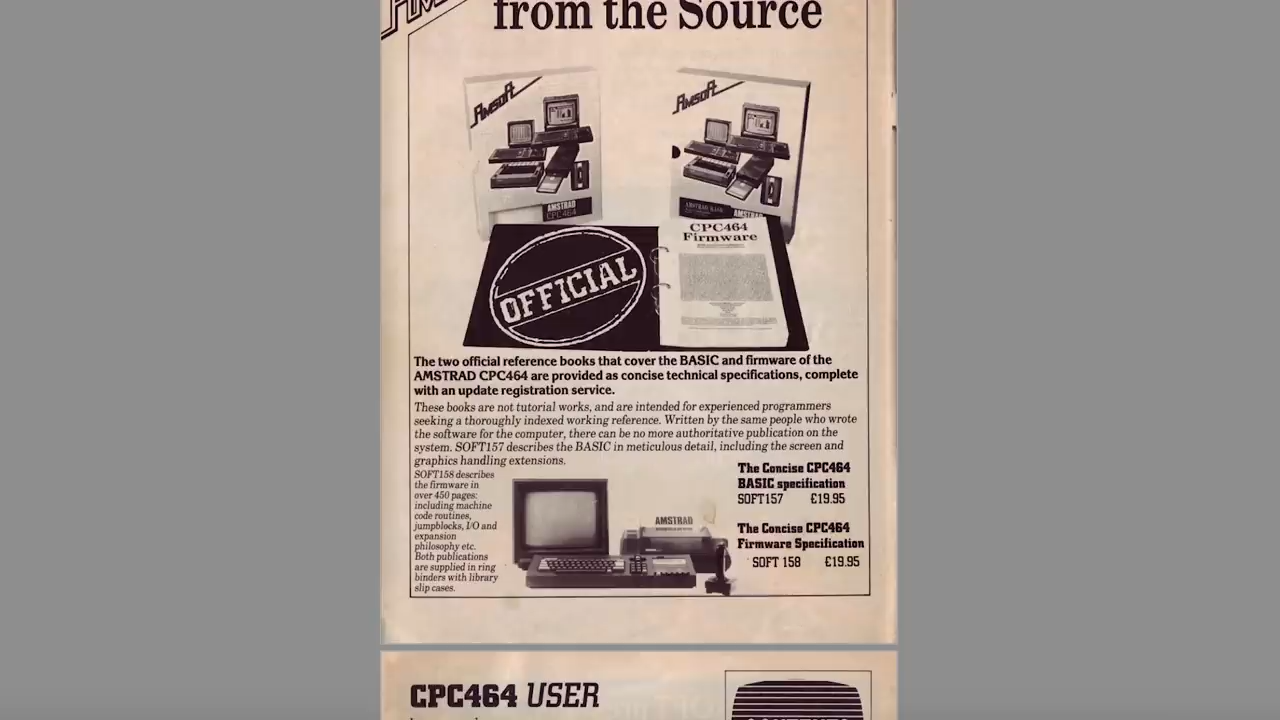 from the Source
Amsoft
Amsoft
AMSTRAD
CPC464
AMSTRAD
CPC464
Firmware
OFFICIAL
The two official reference books that cover the BASIC and firmware of the
AMSTRAD CPC464 are provided as concise technical specifications, complete
with an update registration service.
These books are not tutorial works, and are intended for experienced programmers
seeking a thoroughly indexed working reference. Written by the same people who wrote
the software for the computer, there can be no more authoritative publication on the
system. SOFT157 describes the BASIC in meticulous detail, including the screen and
graphics handling extensions.
SOFT158 describes
the firmware in
over 450 pages:
including machine
code routines,
jumpblocks, I/O and
expansion
philosophy etc.
Both publications
are supplied in ring
binders with library
slip cases.
AMSTRAD
The Concise CPC464
BASIC specification
SOFT157 £19.95
The Concise CPC464
Firmware Specification
SOFT 158 £19.95
CPC464 USER